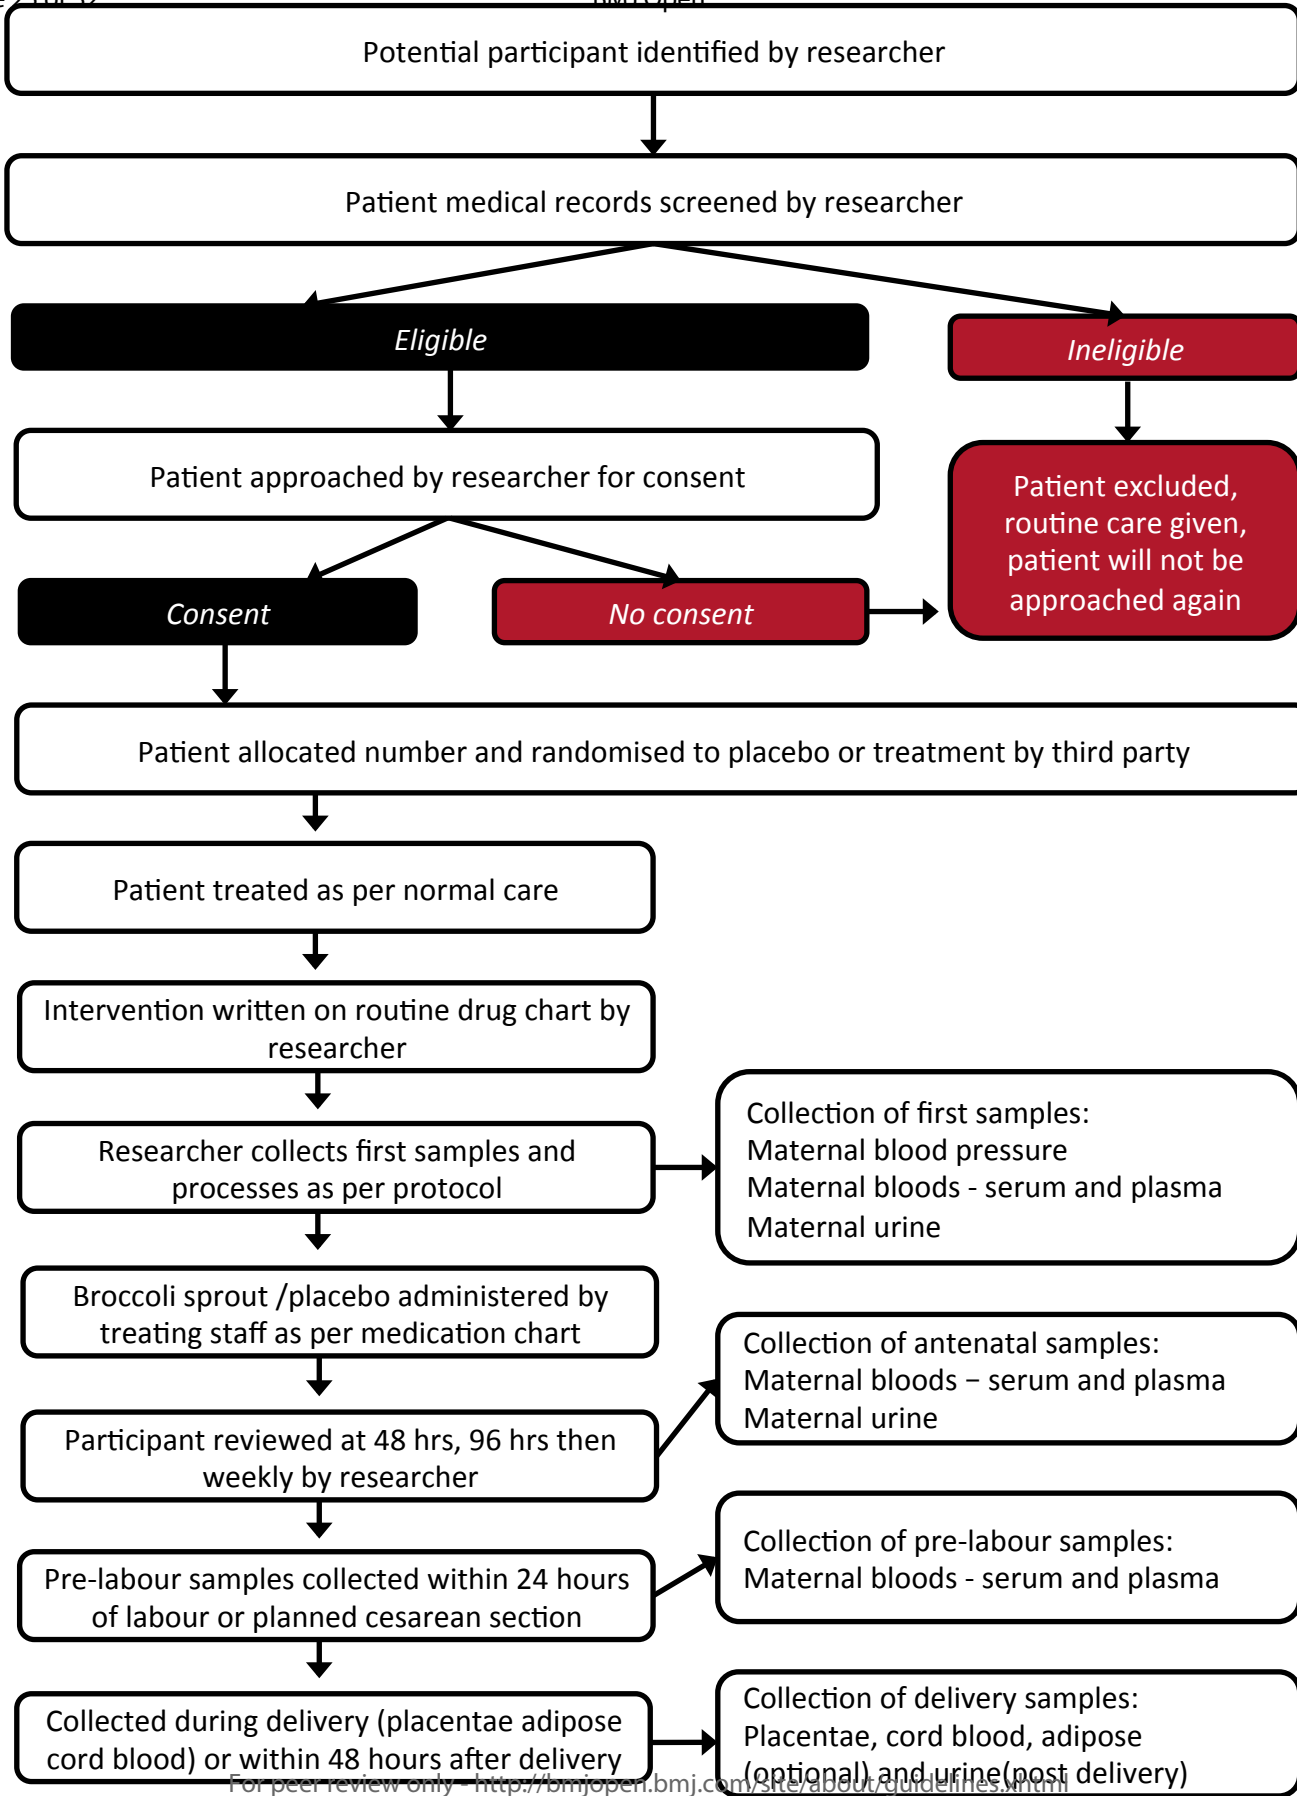 Potential participant identified by researcher
Patient medical records screened by researcher
Eligible
Ineligible
Patient approached by researcher for consent
Patient excluded,
routine care given,
patient will not be
approached again
Consent
No consent
Patient allocated number and randomised to placebo or treatment by third party
Patient treated as per normal care
Intervention written on routine drug chart by
researcher
Researcher collects first samples and
processes as per protocol
Collection of first samples:
Maternal blood pressure
Maternal bloods - serum and plasma
Maternal urine
Broccoli sprout /placebo administered by
treating staff as per medication chart
Participant reviewed at 48 hrs, 96 hrs then
weekly by researcher
Collection of antenatal samples:
Maternal bloods – serum and plasma
Maternal urine
Pre-labour samples collected within 24 hours
of labour or planned cesarean section
Collection of pre-labour samples:
Maternal bloods - serum and plasma
Collected during delivery (placentae adipose
cord blood) or within 48 hours after delivery
Collection of delivery samples:
Placentae, cord blood, adipose
(optional) and urine(post delivery)
For peer review only - http://bmjopen.bmj.com/site/about/guidelines.xhtml